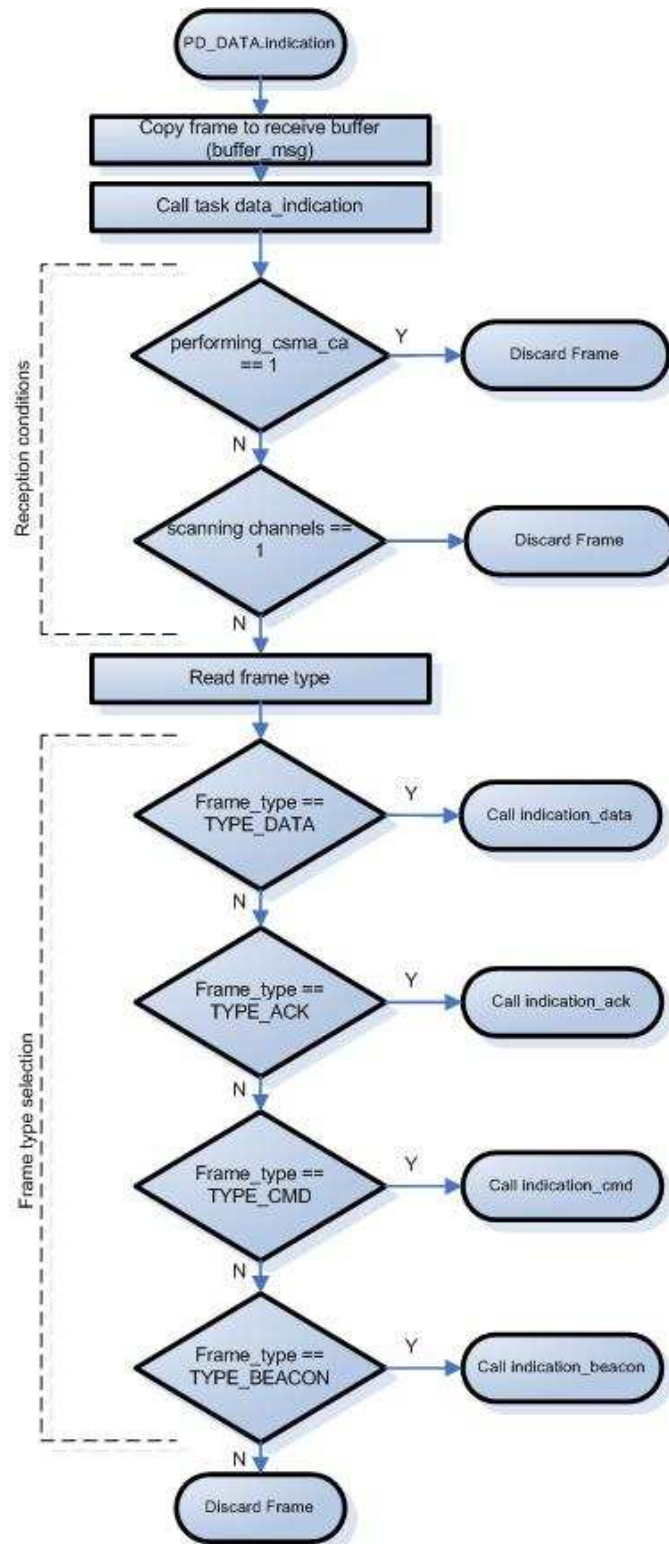 PD_DATA.indication
Copy frame to receive buffer
(buffer_msg)
Call task data_indication
Reception conditions
performing_csma_ca
== 1
Y
Discard Frame
N
scanning channels ==
1
Discard Frame
N
Read frame type
Frame type selection
Frame_type ==
TYPE_DATA
Y
Call indication_data
N
Frame_type ==
TYPE_ACK
Y
Call indication_ack
N
Frame_type ==
TYPE_CMD
Y
Call indication_cmd
N
Frame_type ==
TYPE_BEACON
Y
Call indication_beacon
N
Discard Frame